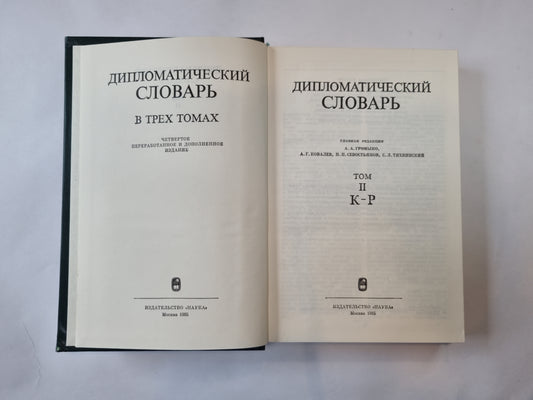 ДИПЛОМАТИЧЕСКИЙ
СЛОВАРЬ
В ТРЕХ ТОМАХ
ЧЕТВЕРТОЕ
ПЕРЕРАБОТАННОЕ И ДОПОЛНЕННОЕ
ИЗДАНИЕ
ИЗДАТЕЛЬСТВО «НАУКА»
Москва 1985
ДИПЛОМАТИЧЕСКИЙ
СЛОВАРЬ
ГЛАВНАЯ РЕДАКЦИЯ
А. А. ГРОМЫКО,
А. Г. КОВАЛЕВ, П. П. СЕВОСТЬЯНОВ, С. Л. ТИХВИНСКИЙ
ТОМ
II
К–Р
ИЗДАТЕЛЬСТВО «НАУКА»
Москва 1985